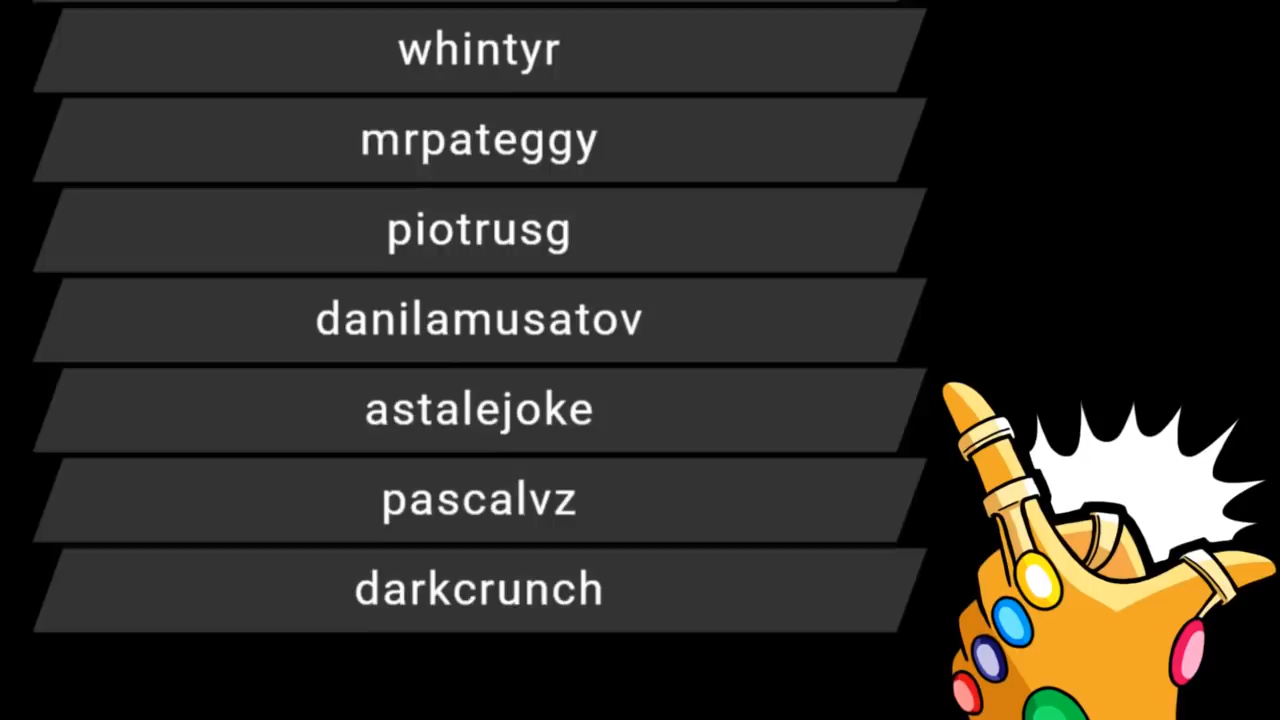 whintyr
mrpateggy
piotrusg
danilamusatov
astalejoke
pascalvz
darkcrunch